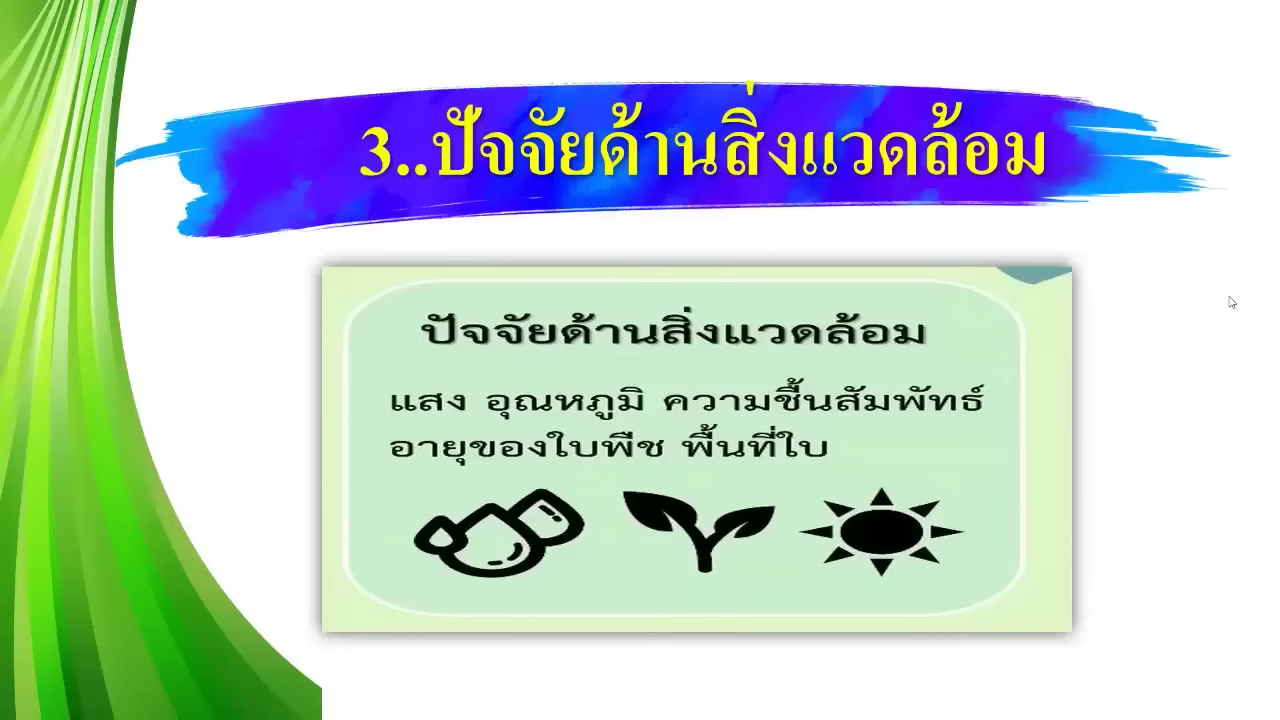 3..ปัจจัยด้านสิ่งแวดล้อม
ปัจจัยด้านสิ่งแวดล้อม
แสง อุณหภูมิ ความชื้นสัมพัทธ์
อายุของใบพืช พื้นที่ใบ